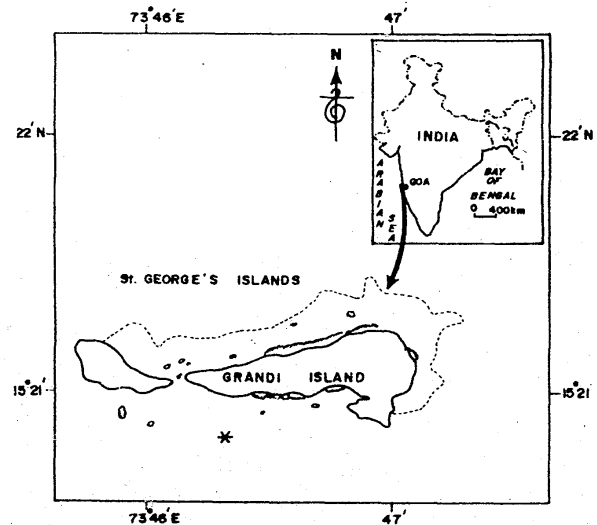 73°46'E
47'
N
22'N
22'N
INDIA
ARABIAN
SEA
GOA
BAY
OF
BENGAL
0 400km
St. GEORGE'S ISLANDS
GRANDI ISLAND
15°21'
15°21
73°46'E
47'